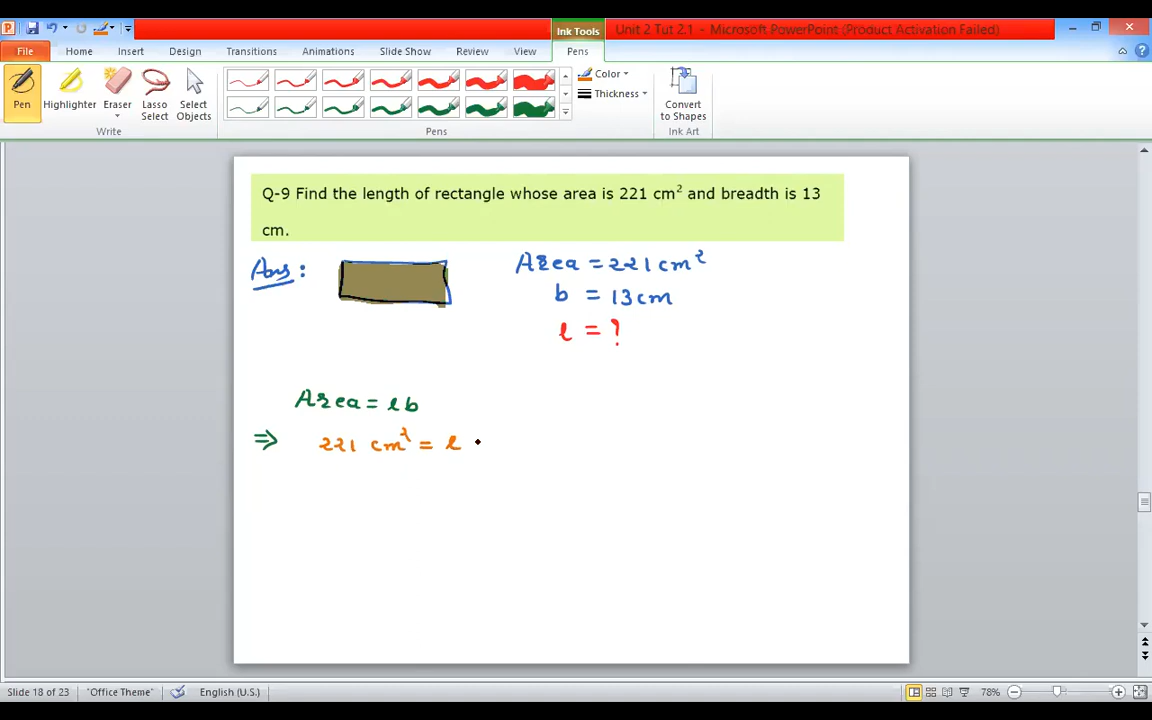 Ink Tools
Unit 2 Tut 2.1 - Microsoft PowerPoint (Product Activation Failed)
File Home Insert Design Transitions Animations Slide Show Review View Pens
Pen Highlighter Eraser Lasso Select Select Objects
Color
Thickness
Convert to Shapes
Write Pens Ink Art
Q-9 Find the length of rectangle whose area is 221 cm² and breadth is 13
cm.
Ans :
Area = 221 cm²
b = 13 cm
l = ?
Area = l b
⇒ 221 cm² = l
Slide 18 of 23 "Office Theme" English (U.S.) 78%